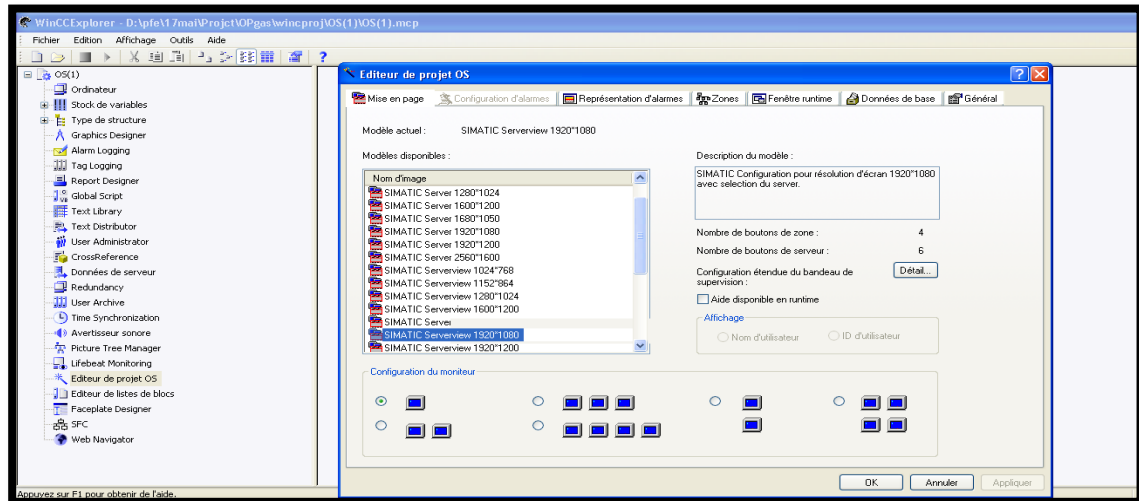 WinCCExplorer - D:\pfe\17mai\Projct\OPgas\wincproj\OS(1)\OS(1).mcp
Fichier Edition Affichage Outils Aide
OS(1)
Ordinateur
Stock de variables
Type de structure
Graphics Designer
Alarm Logging
Tag Logging
Report Designer
Global Script
Text Library
Text Distributor
User Administrator
CrossReference
Données de serveur
Redundancy
User Archive
Time Synchronization
Avertisseur sonore
Picture Tree Manager
Lifebeat Monitoring
Editeur de projet OS
Editeur de listes de blocs
Faceplate Designer
SFC
Web Navigator
Appuyez sur F1 pour obtenir de l'aide.
Editeur de projet OS
Mise en page Configuration d'alarmes Représentation d'alarmes Zones Fenêtre runtime Données de base Général
Modèle actuel : SIMATIC Serverview 1920*1080
Modèles disponibles :
Nom d'image
SIMATIC Server 1280*1024
SIMATIC Server 1600*1200
SIMATIC Server 1680*1050
SIMATIC Server 1920*1080
SIMATIC Server 1920*1200
SIMATIC Server 2560*1600
SIMATIC Serverview 1024*768
SIMATIC Serverview 1152*864
SIMATIC Serverview 1280*1024
SIMATIC Serverview 1600*1200
SIMATIC Server
SIMATIC Serverview 1920*1080
SIMATIC Serverview 1920*1200
Description du modèle :
SIMATIC Configuration pour résolution d'écran 1920*1080
avec selection du server.
Nombre de boutons de zone : 4
Nombre de boutons de serveur : 6
Configuration étendue du bandeau de
supervision :
Détail...
Aide disponible en runtime
Affichage
Nom d'utilisateur ID d'utilisateur
Configuration du moniteur
OK Annuler Appliquer